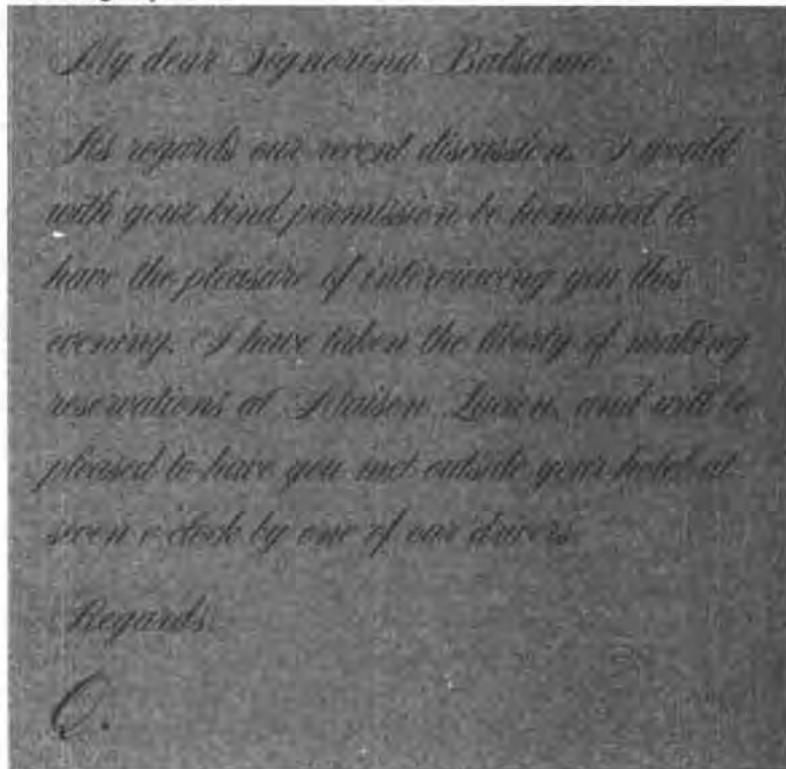 My dear Signorina Balsamo:
As regards our recent discussion. I would
with your kind permission be honoured to
have the pleasure of interviewing you this
evening. I have taken the liberty of making
reservations at Maison Lucien, and will be
pleased to have you met outside your hotel at
seven o'clock by one of our drivers.
Regards.
Q.